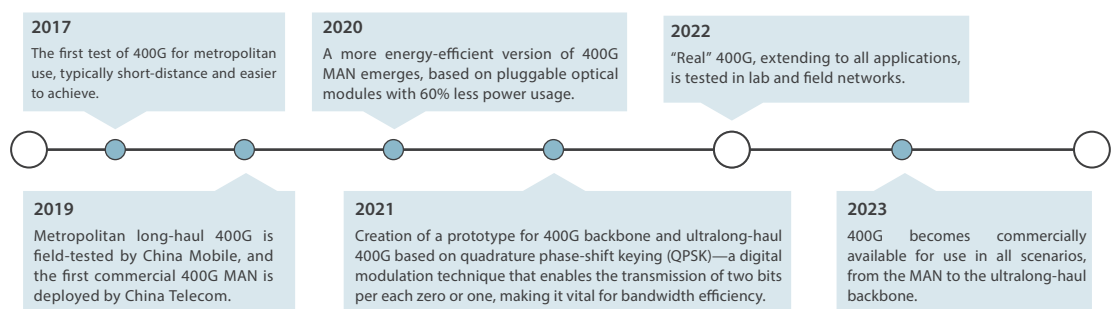 2017
The first test of 400G for metropolitan
use, typically short-distance and easier
to achieve.
2019
Metropolitan long-haul 400G is
field-tested by China Mobile, and
the first commercial 400G MAN is
deployed by China Telecom.
2020
A more energy-efficient version of 400G
MAN emerges, based on pluggable optical
modules with 60% less power usage.
2021
Creation of a prototype for 400G backbone and ultralong-haul
400G based on quadrature phase-shift keying (QPSK)—a digital
modulation technique that enables the transmission of two bits
per each zero or one, making it vital for bandwidth efficiency.
2022
“Real” 400G, extending to all applications,
is tested in lab and field networks.
2023
400G becomes commercially
available for use in all scenarios,
from the MAN to the ultralong-haul
backbone.